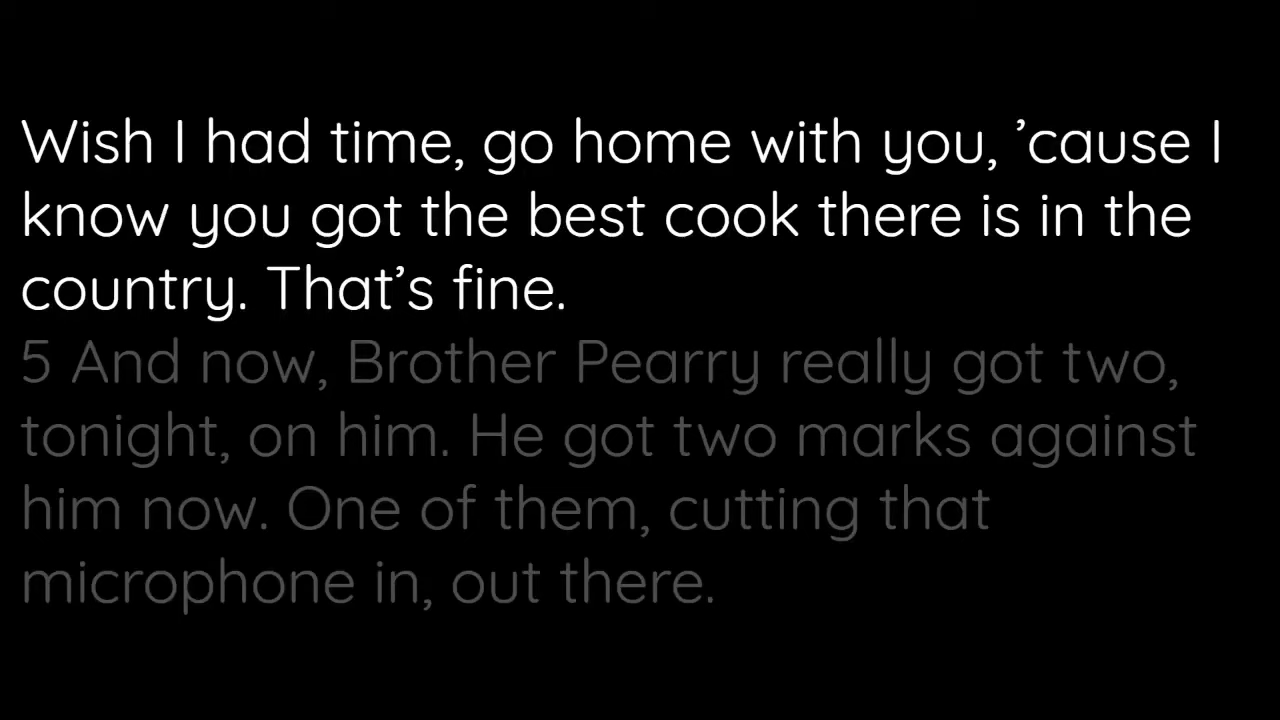 Wish I had time, go home with you, ’cause I
know you got the best cook there is in the
country. That’s fine.
5 And now, Brother Pearry really got two,
tonight, on him. He got two marks against
him now. One of them, cutting that
microphone in, out there.